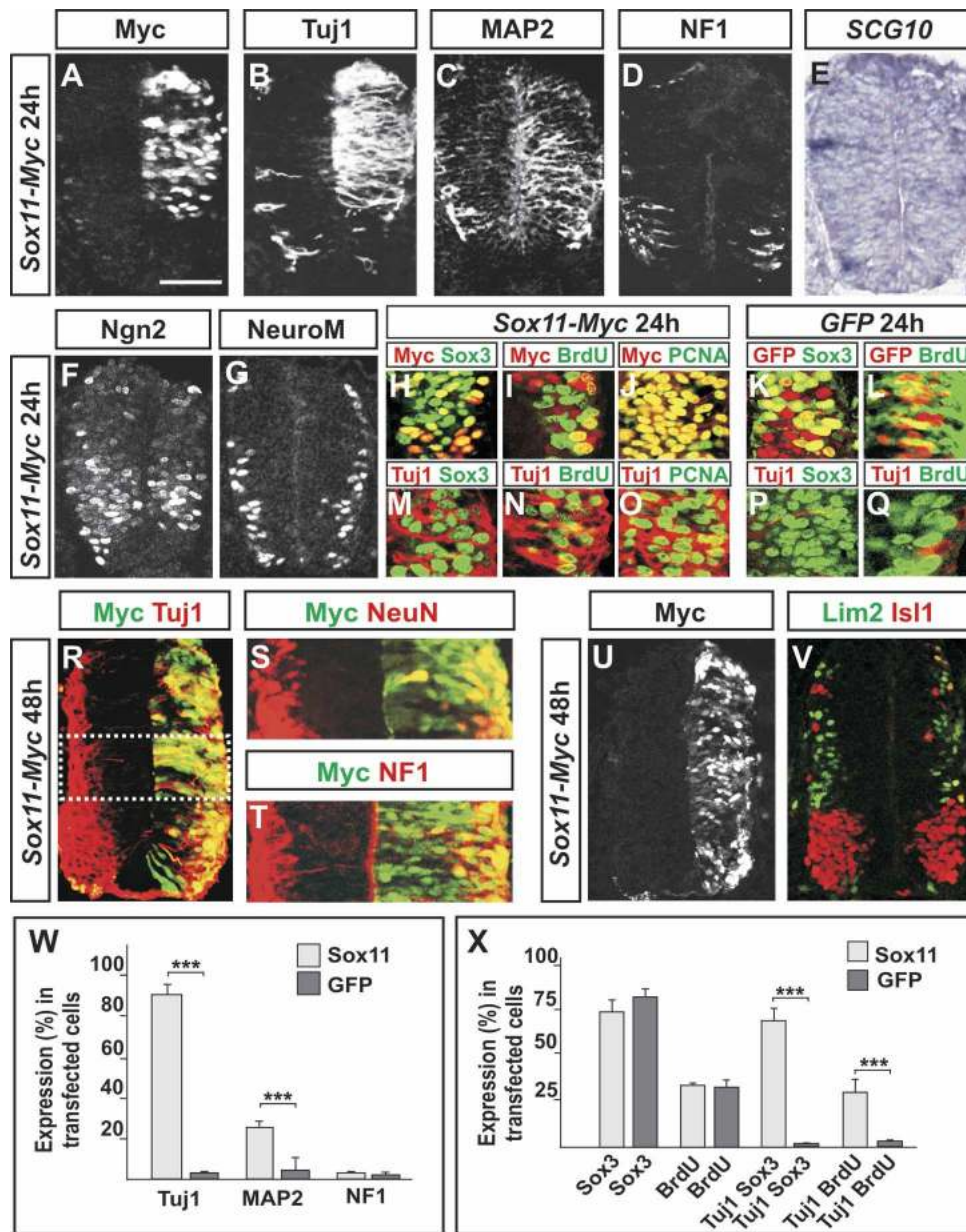 Myc Tuj1 MAP2 NF1 SCG10
Sox11-Myc 24h
A B C D E
Ngn2 NeuroM Sox11-Myc 24h GFP 24h
Myc Sox3 Myc BrdU Myc PCNA GFP Sox3 GFP BrdU
Sox11-Myc 24h
F G H I J K L
Tuj1 Sox3 Tuj1 BrdU Tuj1 PCNA Tuj1 Sox3 Tuj1 BrdU
M N O P Q
Myc Tuj1 Myc NeuN Myc Lim2 Isl1
Sox11-Myc 48h
R S
Myc NF1
T
Sox11-Myc 48h
U V
W
Expression (%) in
transfected cells
100
80
60
40
20
Sox11
GFP
***
***
Tuj1 MAP2 NF1
X
Expression (%) in
transfected cells
100
75
50
25
Sox11
GFP
***
***
Sox3 Sox3 BrdU BrdU Tuj1 Sox3 Tuj1 Sox3 Tuj1 BrdU Tuj1 BrdU